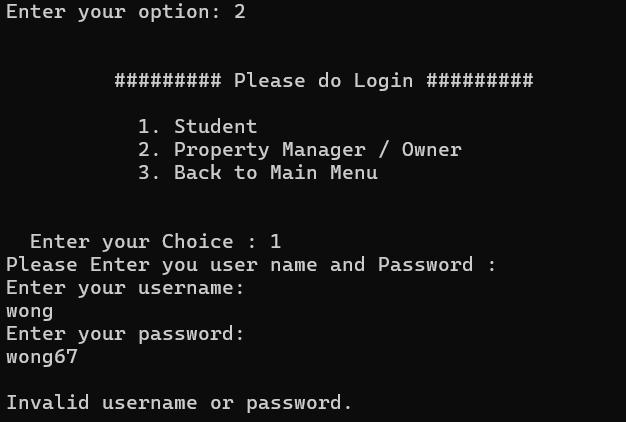 Enter your option: 2
######### Please do Login #########
1. Student
2. Property Manager / Owner
3. Back to Main Menu
Enter your Choice : 1
Please Enter you user name and Password :
Enter your username:
wong
Enter your password:
wong67
Invalid username or password.